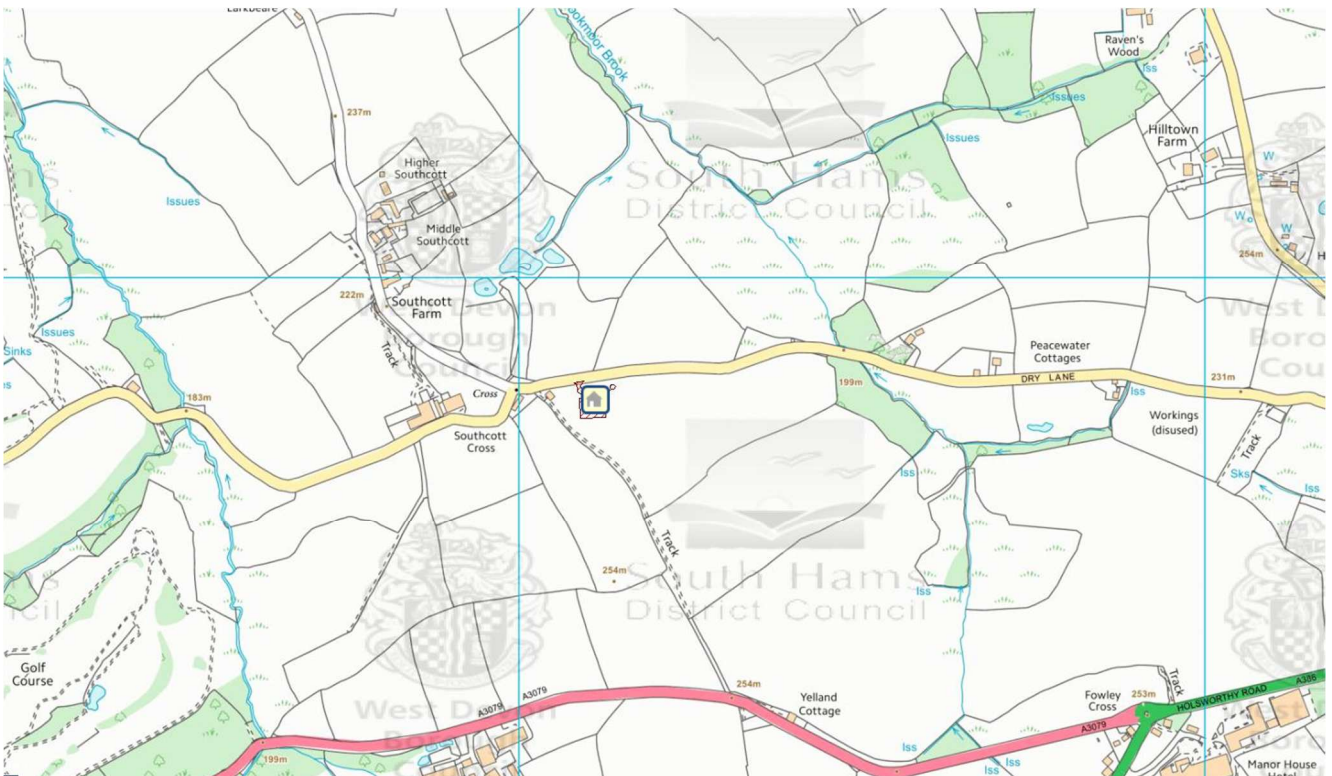 Larkbeare
ookmoor Brook
Raven's
Wood
Iss
Issues
Issues
237m
Hilltown
Farm
Higher
Southcott
W
South Hams
District Council
Issues
Middle
Southcott
W
W
254m
222m
Southcott
Farm
West Devon
Borough
Council
Issues
Sinks
Track
Peacewater
Cottages
DRY LANE
199m
231m
Cross
183m
Iss
Workings
(disused)
Southcott
Cross
Track
Iss
Sks
Iss
Track
254m
South Hams
District Council
Iss
Golf
Course
254m
Yelland
Cottage
Fowley
Cross
253m
Track
HOLSWORTHY ROAD
A386
A3079
A3079
A3079
West Devon
Borough
199m
Iss
Iss
Iss
Manor House
Hotel